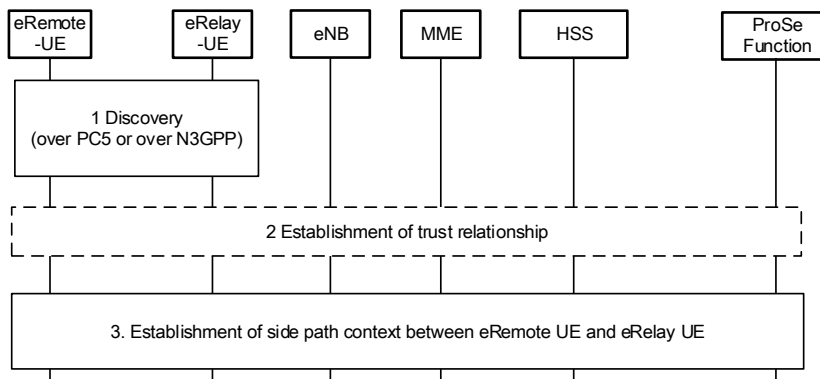 eRemote
-UE
eRelay
-UE
eNB
MME
HSS
ProSe
Function
1 Discovery
(over PC5 or over N3GPP)
2 Establishment of trust relationship
3. Establishment of side path context between eRemote UE and eRelay UE